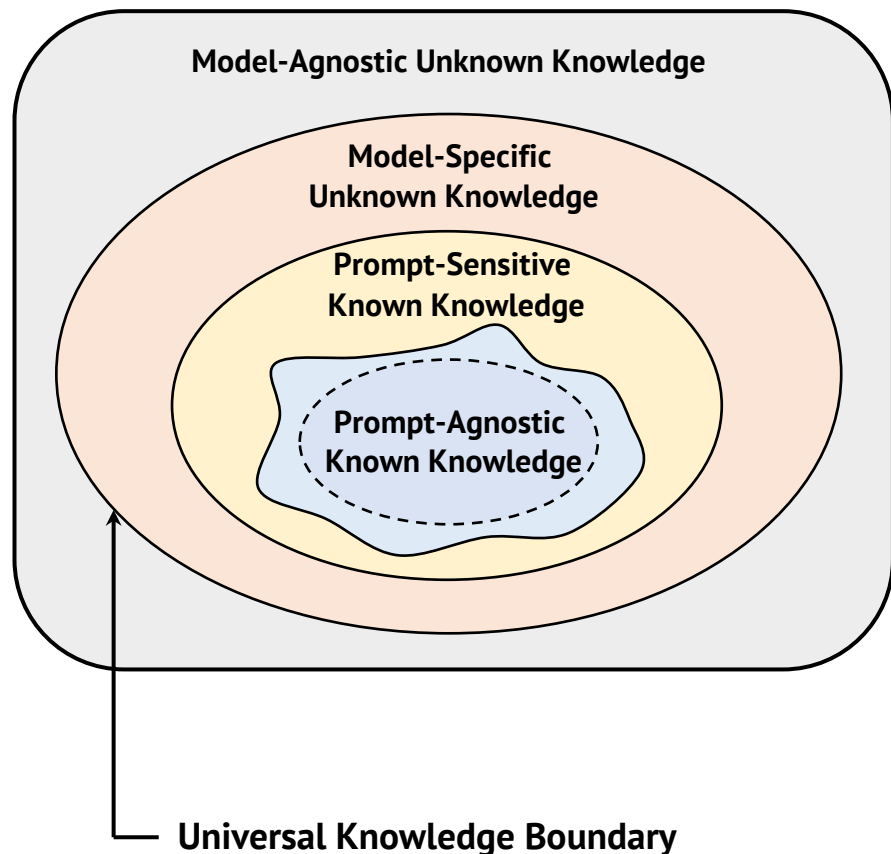 Model-Agnostic Unknown Knowledge
Model-Specific
Unknown Knowledge
Prompt-Sensitive
Known Knowledge
Prompt-Agnostic
Known Knowledge
Universal Knowledge Boundary